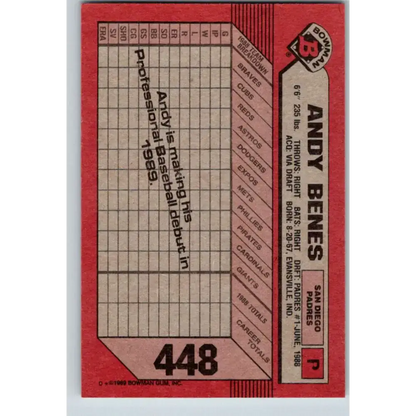 BOWMAN
B
ANDY BENES
SAN DIEGO
PADRES
P
6'6" 235 lbs. THROWS: RIGHT BATS: RIGHT DRFT: PADRES #1-JUNE, 1988
ACQ: VIA DRAFT BORN: 8-20-67, EVANSVILLE, IND.
1988 TEAM
BREAKDOWN
BRAVES
CUBS
REDS
ASTROS
DODGERS
EXPOS
METS
PHILLIES
PIRATES
CARDINALS
GIANTS
1988 TOTALS
CAREER
TOTALS
G
IP
W
L
R
ER
SO
BB
GS
CG
SHO
SV
ERA
Andy is making his
Professional Baseball debut in
1989.
448
D * © 1989 BOWMAN GUM, INC.